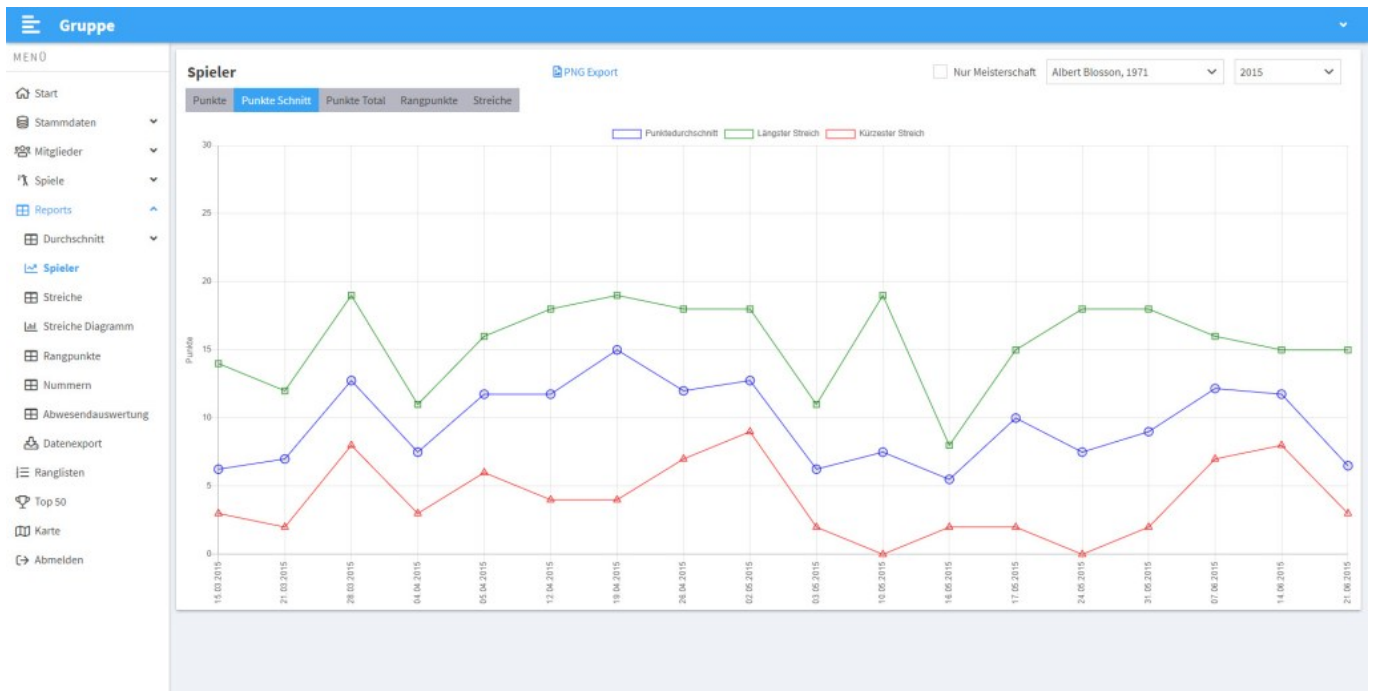 Gruppe
MENÜ
Start
Stammdaten
Mitglieder
Spiele
Reports
Durchschnitt
Spieler
Streiche
Streiche Diagramm
Rangpunkte
Nummern
Abwesendauswertung
Datenexport
Ranglisten
Top 50
Karte
Abmelden
Spieler PNG Export Nur Meisterschaft Albert Blosson, 1971 2015
Punkte Punkte Schnitt Punkte Total Rangpunkte Streiche
Punktedurchschnitt Längster Streich Kürzester Streich
30
25
20
15
10
5
0
Punkte
15.03.2015
21.03.2015
28.03.2015
04.04.2015
05.04.2015
12.04.2015
19.04.2015
26.04.2015
02.05.2015
03.05.2015
10.05.2015
16.05.2015
17.05.2015
24.05.2015
31.05.2015
07.06.2015
14.06.2015
21.06.2015